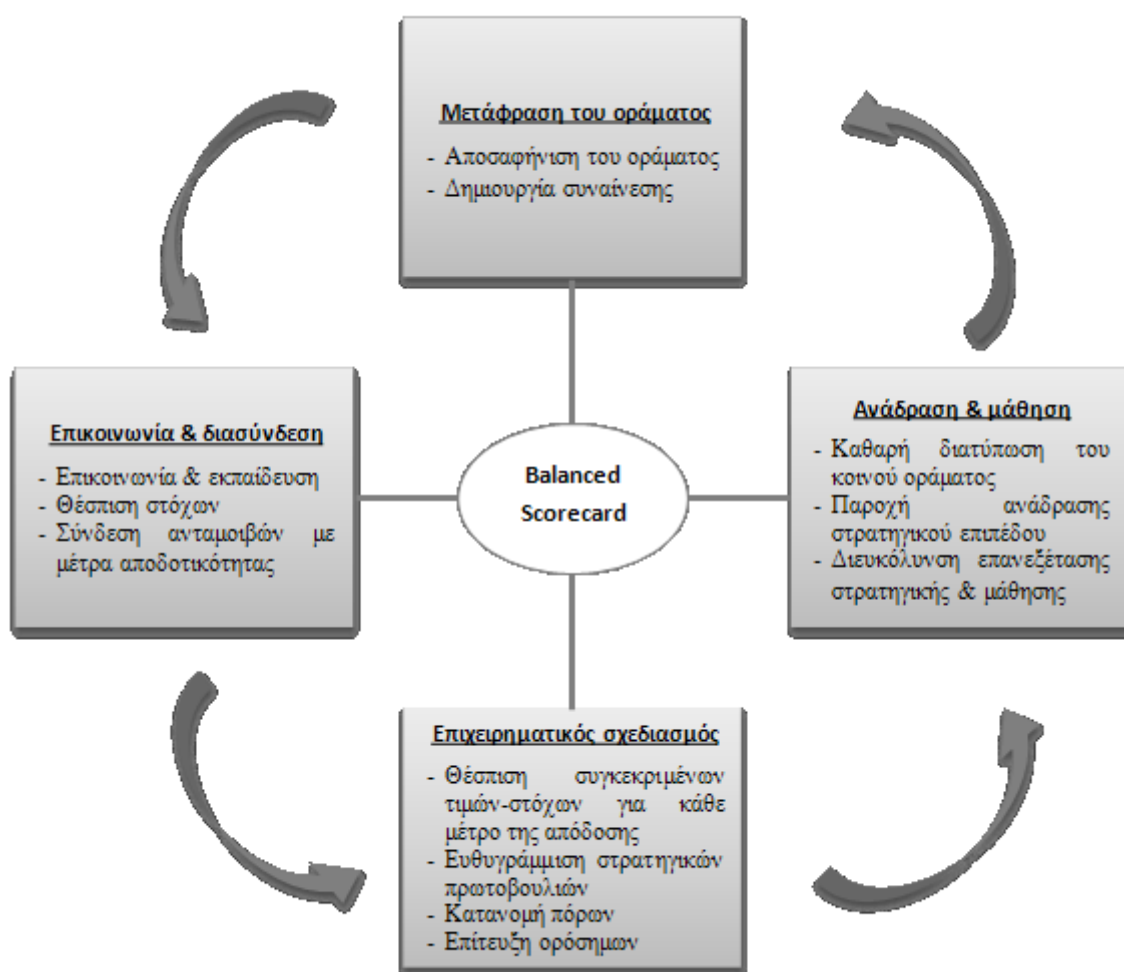 Μετάφραση του οράματος
- Αποσαφήνιση του οράματος
- Δημιουργία συναίνεσης
Επικοινωνία & διασύνδεση
- Επικοινωνία & εκπαίδευση
- Θέσπιση στόχων
- Σύνδεση ανταμοιβών με
μέτρα αποδοτικότητας
Balanced
Scorecard
Ανάδραση & μάθηση
- Καθαρή διατύπωση του
κοινού οράματος
- Παροχή ανάδρασης
στρατηγικού επιπέδου
- Διευκόλυνση επανεξέτασης
στρατηγικής & μάθησης
Επιχειρηματικός σχεδιασμός
- Θέσπιση συγκεκριμένων
τιμών-στόχων για κάθε
μέτρο της απόδοσης
- Ευθυγράμμιση στρατηγικών
πρωτοβουλιών
- Κατανομή πόρων
- Επίτευξη ορόσημων